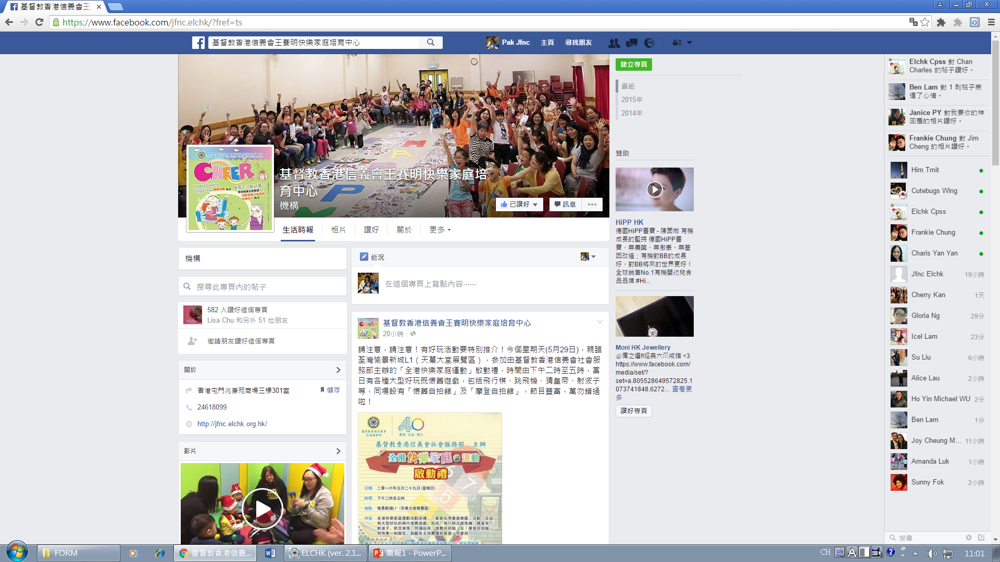 基督教香港信義會王
https://www.facebook.com/jfnc.elchk/?fref=ts
基督教香港信義會王賽明快樂家庭培育中心
Pak Jfnc
主頁
尋找朋友
CHEER
Happy Babies
Playgroup
基督教香港信義會王賽明快樂家庭培
育中心
機構
已讚好
訊息
生活時報
相片
讚好
關於
更多
機構
搜尋此專頁內的帖子
582 人讚好這個專頁
Lisa Chu 和另外 51 位朋友
邀請朋友讚好這個專頁
關於
香港屯門兆康苑商場三樓301室
儲存
24618099
http://jfnc.elchk.org.hk/
影片
近況
在這個專頁上寫點內容......
基督教香港信義會王賽明快樂家庭培育中心
20小時 ·
請注意，請注意！有好玩活動要特別推介！今個星期天(5月29日)，親臨
荃灣愉景新城L1（天幕大堂展覽區），參加由基督教香港信義會社會服
務部主辦的「全港快樂家庭運動」啟動禮，時間由下午二時至五時，當
日有各種大型好玩既懷舊遊戲，包括飛行棋、跳飛機、猜皇帝、射波子
等，同場設有「懷舊自拍館」及「摩登自拍館」，節目豐富，萬勿錯過
啦！
基督教香港信義會
社會服務部
40
基督教香港信義會社會服務部 主辦
全港快樂家庭運動
啟動禮
日期: 二零一六年五月二十九日(星期日)
時間: 下午二時至五時
地點: 愉景新城L1 (天幕大堂展覽區)
內容:
建立專頁
最近
2015年
2014年
贊助
HiPP HK
德國HiPP喜寶 - 陳茵媺 有機
成長的堅持 德國HiPP喜
寶，無農藥、無激素、無基
因改造；有機對BB的成長
好，對BB將來的世界更好！
全球銷售No.1有機嬰幼兒食
品品牌 #Hi...
Moni HK Jewellery
必備之選!!經典六爪戒指 <3
https://www.facebook.com/
media/set/?
set=a.805528649572825.1
073741848.6272... 查看更
多
讚好專頁
Elchk Cpss 對 Chan
Charles 的帖子讚好。
Ben Lam 對 1 則帖子表
達了心情。
Janice PY 對我要你的神
回覆的相片讚好。
Frankie Chung 對 Jim
Cheng 的相片讚好。
Him Tmit
Cutebugs Wing
Elchk Cpss
Frankie Chung
Charis Yan Yan
Jfnc Elchk 19小時
Cherry Kan 1天
Gloria Ng 29分
Icel Lam 23分
Su Liu 6小時
Alice Lau 2小時
Ho Yin Michael WU 2分
Ben Lam 1分
Joy Cheung M... 11小時
Amanda Luk 1小時
Sunny Fok 2小時
搜尋
FORM
基督教香港信義...
ELCHK (ver. 2.1...
簡報1 - PowerP...
CH
11:01